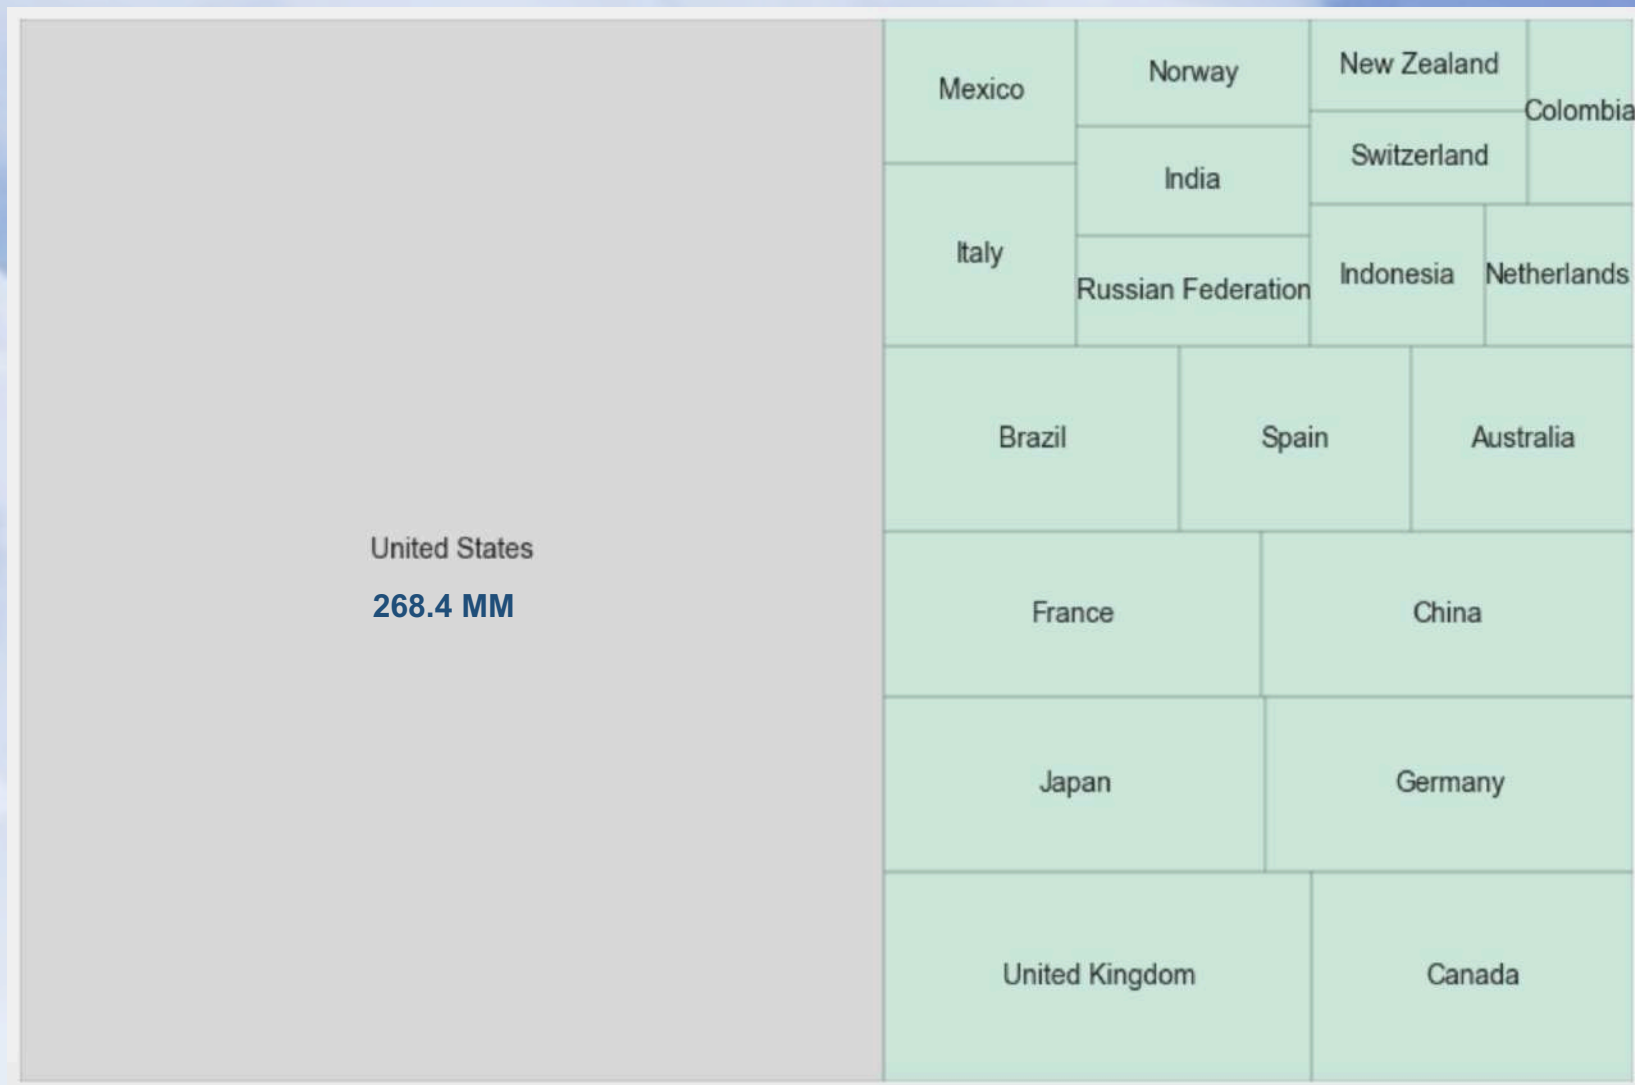 United States
268.4 MM
Mexico
Norway
New Zealand
Colombia
Switzerland
India
Italy
Russian Federation
Indonesia
Netherlands
Brazil
Spain
Australia
France
China
Japan
Germany
United Kingdom
Canada